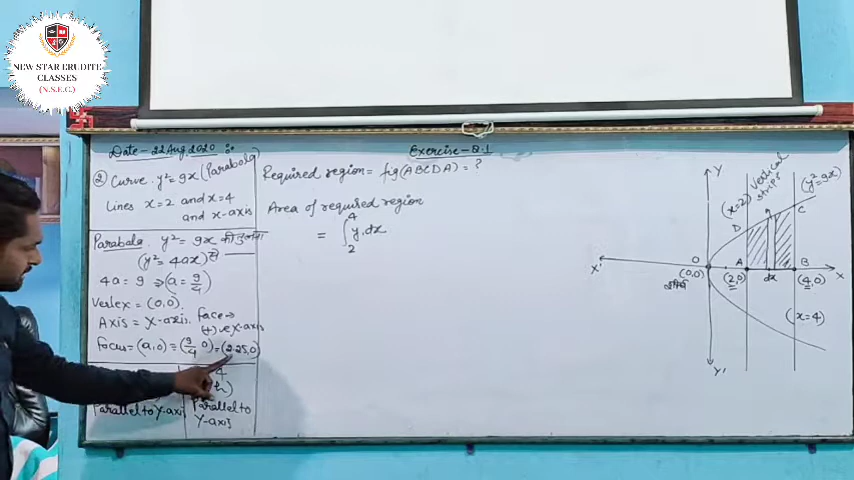 NEW STAR ERUDITE
CLASSES
(N.S.E.C.)
Date - 22 Aug. 2020
Exercise - 8.1
② Curve. y² = 9x (Parabola)
Lines x = 2 and x = 4
and x-axis
Parabola. y² = 9x की तुलना
(y² = 4ax) से
4a = 9 ⇒ (a = 9/4)
Vertex = (0,0).
Axis = X-axis. face →
(+)ve X-axis
Focus = (a,0) = (9/4, 0) = (2.25,0)
Parallel to Y-axis
Parallel to
Y-axis
Required region = fig (ABCDA) = ?
Area of required region
= ∫₂⁴ y. dx
Y
(x=2)
Vertical
strips
(y²=9x)
D
C
X'
O
(0,0)
A
(2,0)
dx
B
(4,0)
X
(x=4)
Y'